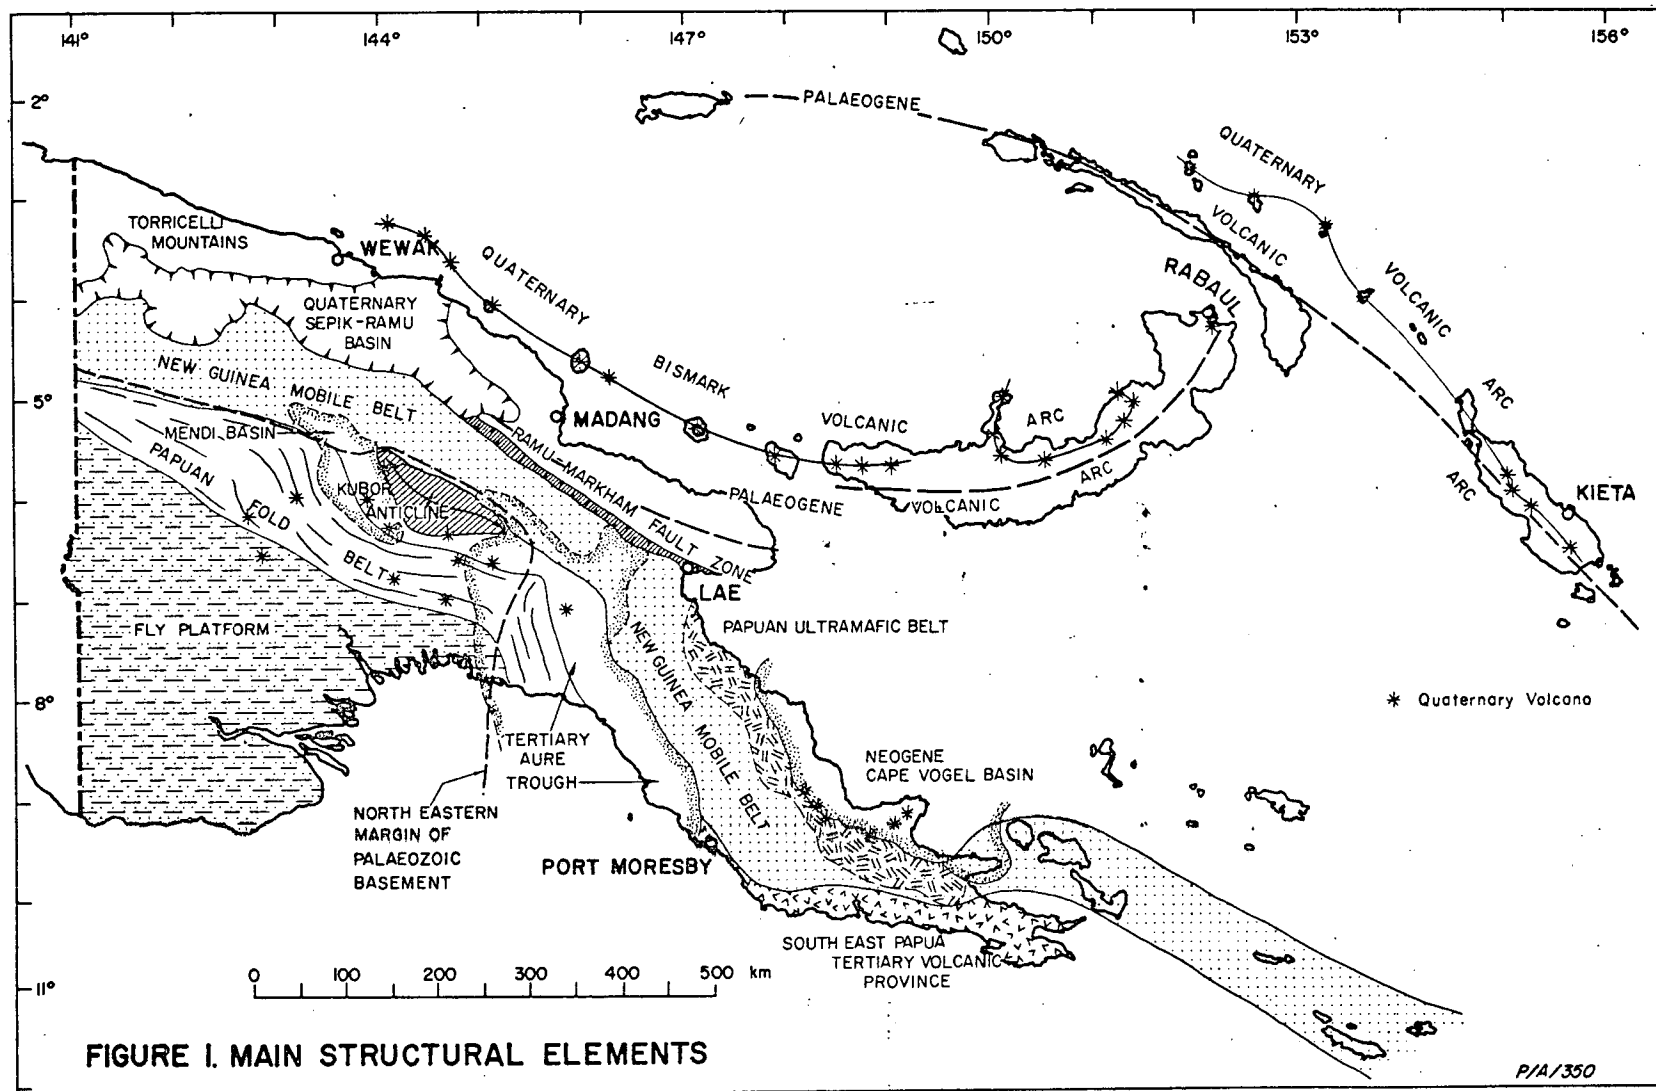 141° 144° 147° 150° 153° 156°
2°
5°
8°
11°
PALAEOGENE
VOLCANIC
ARC
QUATERNARY
VOLCANIC
ARC
TORRICELLI
MOUNTAINS
WEWAK
QUATERNARY
BISMARK
VOLCANIC
ARC
RABAUL
QUATERNARY
SEPIK-RAMU
BASIN
NEW GUINEA MOBILE BELT
MADANG
MENDI BASIN
RAMU-MARKHAM FAULT ZONE
PALAEOGENE
VOLCANIC
ARC
KIETA
PAPUAN FOLD BELT
KUBOR
ANTICLINE
LAE
FLY PLATFORM
PAPUAN ULTRAMAFIC BELT
NEW GUINEA MOBILE BELT
* Quaternary Volcano
TERTIARY
AURE
TROUGH
NEOGENE
CAPE VOGEL BASIN
NORTH EASTERN
MARGIN OF
PALAEOZOIC
BASEMENT
PORT MORESBY
SOUTH EAST PAPUA
TERTIARY VOLCANIC
PROVINCE
0 100 200 300 400 500 km
FIGURE 1. MAIN STRUCTURAL ELEMENTS
P/A/350